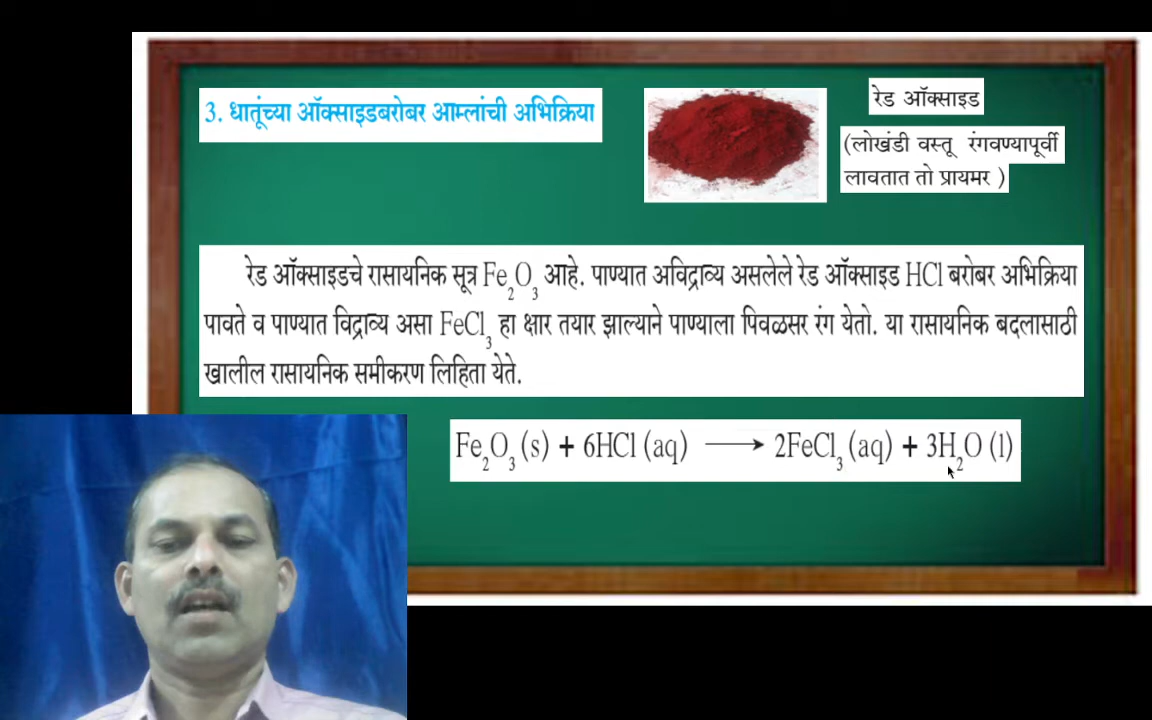 3. धातूंच्या ऑक्साइडबरोबर आम्लांची अभिक्रिया
रेड ऑक्साइड
(लोखंडी वस्तू रंगवण्यापूर्वी
लावतात तो प्रायमर )
रेड ऑक्साइडचे रासायनिक सूत्र Fe₂O₃ आहे. पाण्यात अविद्राव्य असलेले रेड ऑक्साइड HCl बरोबर अभिक्रिया
पावते व पाण्यात विद्राव्य असा FeCl₃ हा क्षार तयार झाल्याने पाण्याला पिवळसर रंग येतो. या रासायनिक बदलासाठी
खालील रासायनिक समीकरण लिहिता येते.
Fe₂O₃ (s) + 6HCl (aq) ⟶ 2FeCl₃ (aq) + 3H₂O (l)